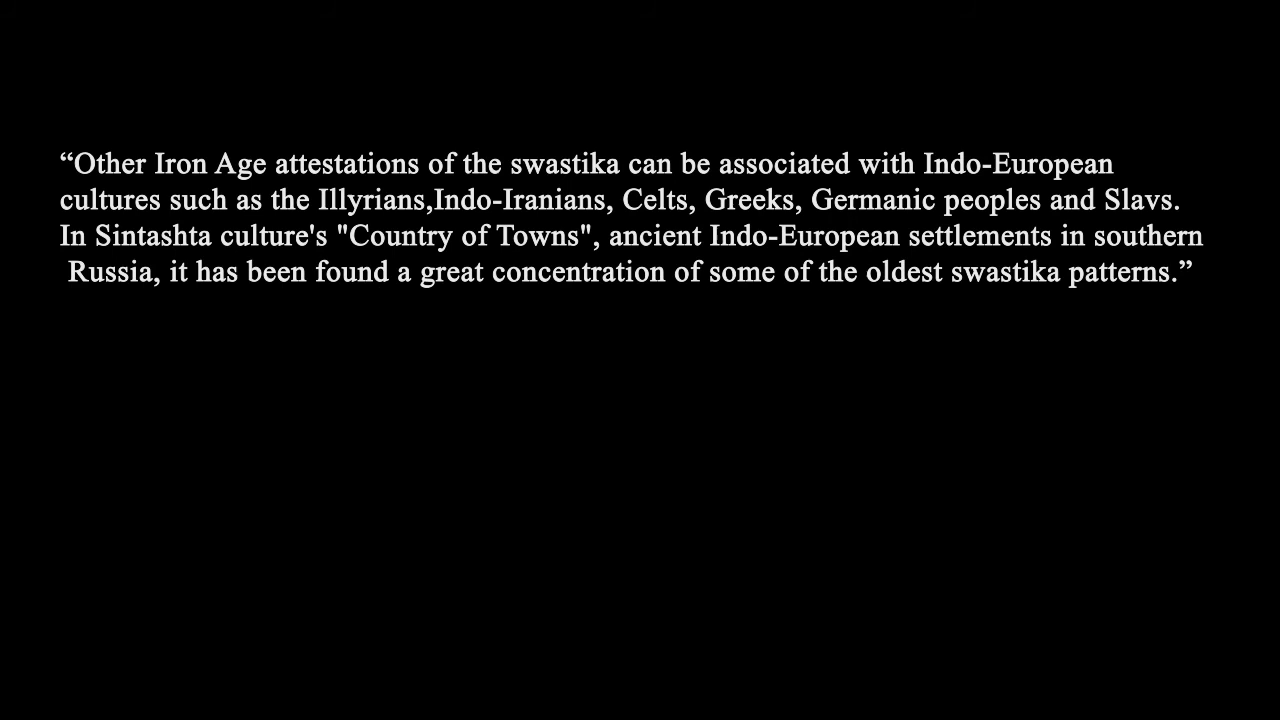 “Other Iron Age attestations of the swastika can be associated with Indo-European
cultures such as the Illyrians,Indo-Iranians, Celts, Greeks, Germanic peoples and Slavs.
In Sintashta culture's "Country of Towns", ancient Indo-European settlements in southern
Russia, it has been found a great concentration of some of the oldest swastika patterns.”